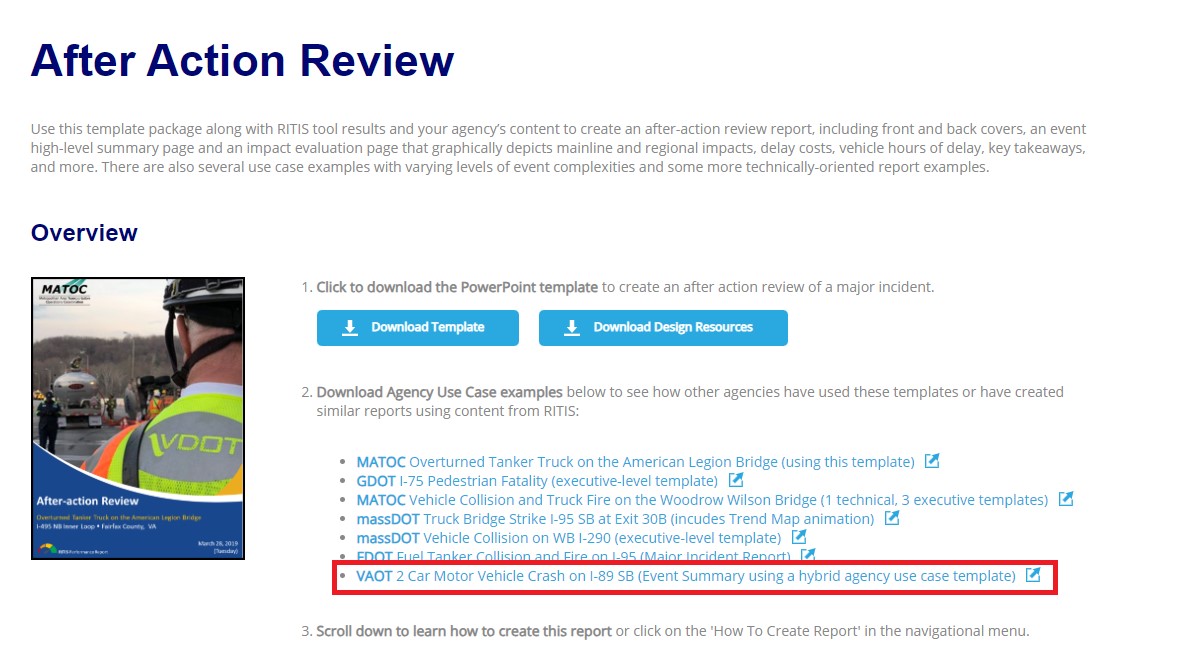 After Action Review
Use this template package along with RITIS tool results and your agency's content to create an after-action review report, including front and back covers, an event
high-level summary page and an impact evaluation page that graphically depicts mainline and regional impacts, delay costs, vehicle hours of delay, key takeaways,
and more. There are also several use case examples with varying levels of event complexities and some more technically-oriented report examples.
Overview
MATOC
VDOT
After-action Review
Overturned Tanker Truck on the American Legion Bridge
I-495 NB Inner Loop • Fairfax County, VA
March 28, 2019
(Tuesday)
RITIS Performance Report
1. Click to download the PowerPoint template to create an after action review of a major incident.
Download Template
Download Design Resources
2. Download Agency Use Case examples below to see how other agencies have used these templates or have created
similar reports using content from RITIS:
• MATOC Overturned Tanker Truck on the American Legion Bridge (using this template)
• GDOT I-75 Pedestrian Fatality (executive-level template)
• MATOC Vehicle Collision and Truck Fire on the Woodrow Wilson Bridge (1 technical, 3 executive templates)
• massDOT Truck Bridge Strike I-95 SB at Exit 30B (incudes Trend Map animation)
• massDOT Vehicle Collision on WB I-290 (executive-level template)
• FDOT Fuel Tanker Collision and Fire on I-95 (Major Incident Report)
• VAOT 2 Car Motor Vehicle Crash on I-89 SB (Event Summary using a hybrid agency use case template)
3. Scroll down to learn how to create this report or click on the 'How To Create Report' in the navigational menu.